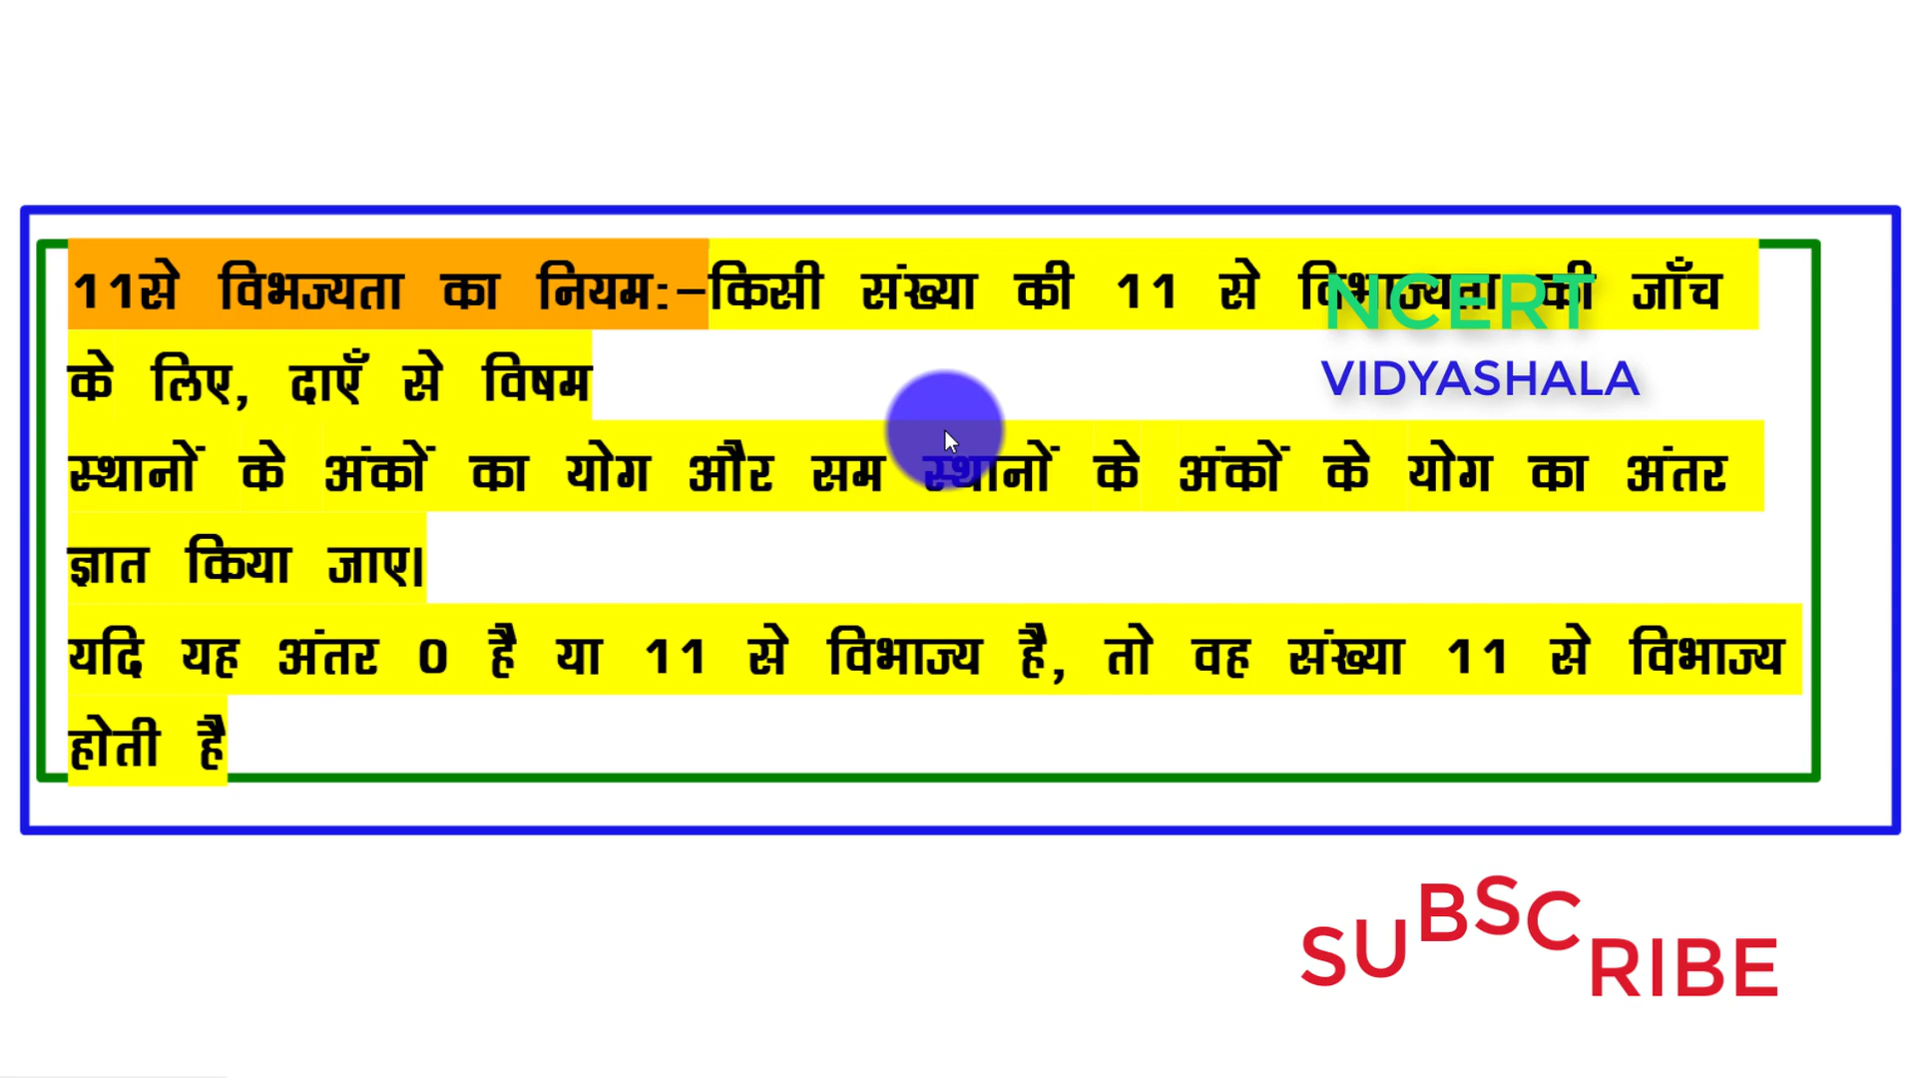 11से विभज्यता का नियम:-किसी संख्या की 11 से विभाज्यता की जाँच
के लिए, दाएँ से विषम
स्थानों के अंकों का योग और सम स्थानों के अंकों के योग का अंतर
ज्ञात किया जाए।
यदि यह अंतर 0 है या 11 से विभाज्य है, तो वह संख्या 11 से विभाज्य
होती है
NCERT
VIDYASHALA
SUBSCRIBE